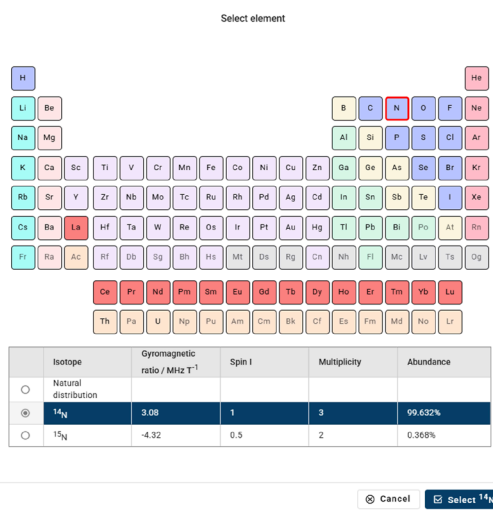 Select element
H He
Li Be B C N O F Ne
Na Mg Al Si P S Cl Ar
K Ca Sc Ti V Cr Mn Fe Co Ni Cu Zn Ga Ge As Se Br Kr
Rb Sr Y Zr Nb Mo Tc Ru Rh Pd Ag Cd In Sn Sb Te I Xe
Cs Ba La Hf Ta W Re Os Ir Pt Au Hg Tl Pb Bi Po At Rn
Fr Ra Ac Rf Db Sg Bh Hs Mt Ds Rg Cn Nh Fl Mc Lv Ts Og
Ce Pr Nd Pm Sm Eu Gd Tb Dy Ho Er Tm Yb Lu
Th Pa U Np Pu Am Cm Bk Cf Es Fm Md No Lr
Isotope Gyromagnetic ratio / MHz T⁻¹ Spin I Multiplicity Abundance
Natural distribution
¹⁴N 3.08 1 3 99.632%
¹⁵N -4.32 0.5 2 0.368%
Cancel Select ¹⁴N